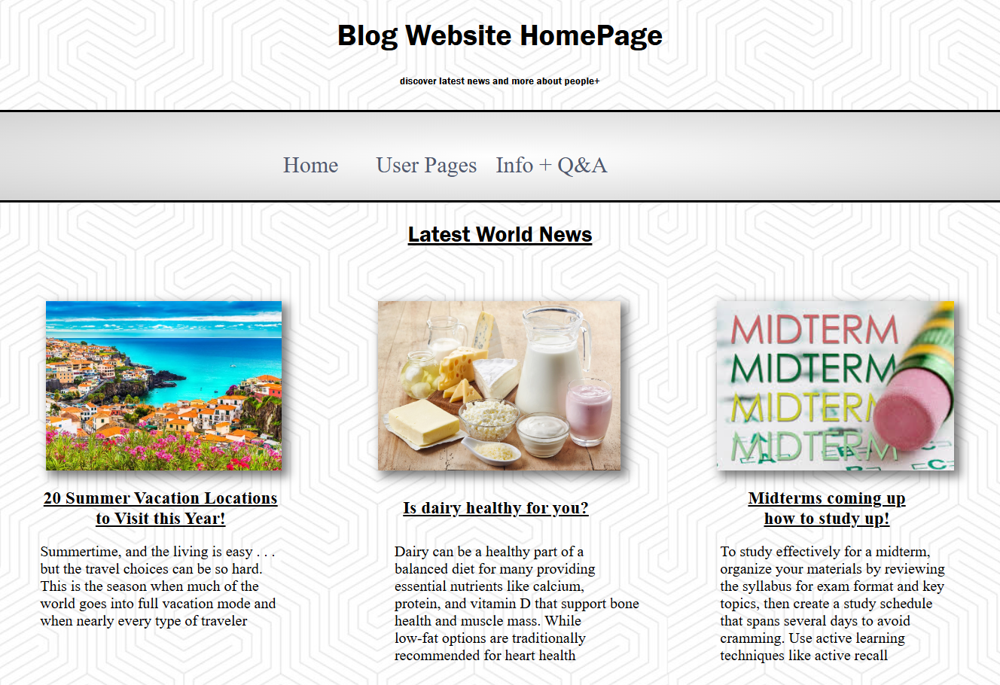 Blog Website HomePage
discover latest news and more about people+
Home User Pages Info + Q&A
Latest World News
MIDTERM
MIDTERM
MIDTERM
MIDTERM
20 Summer Vacation Locations
to Visit this Year!
Summertime, and the living is easy . . .
but the travel choices can be so hard.
This is the season when much of the
world goes into full vacation mode and
when nearly every type of traveler
Is dairy healthy for you?
Dairy can be a healthy part of a
balanced diet for many providing
essential nutrients like calcium,
protein, and vitamin D that support bone
health and muscle mass. While
low-fat options are traditionally
recommended for heart health
Midterms coming up
how to study up!
To study effectively for a midterm,
organize your materials by reviewing
the syllabus for exam format and key
topics, then create a study schedule
that spans several days to avoid
cramming. Use active learning
techniques like active recall